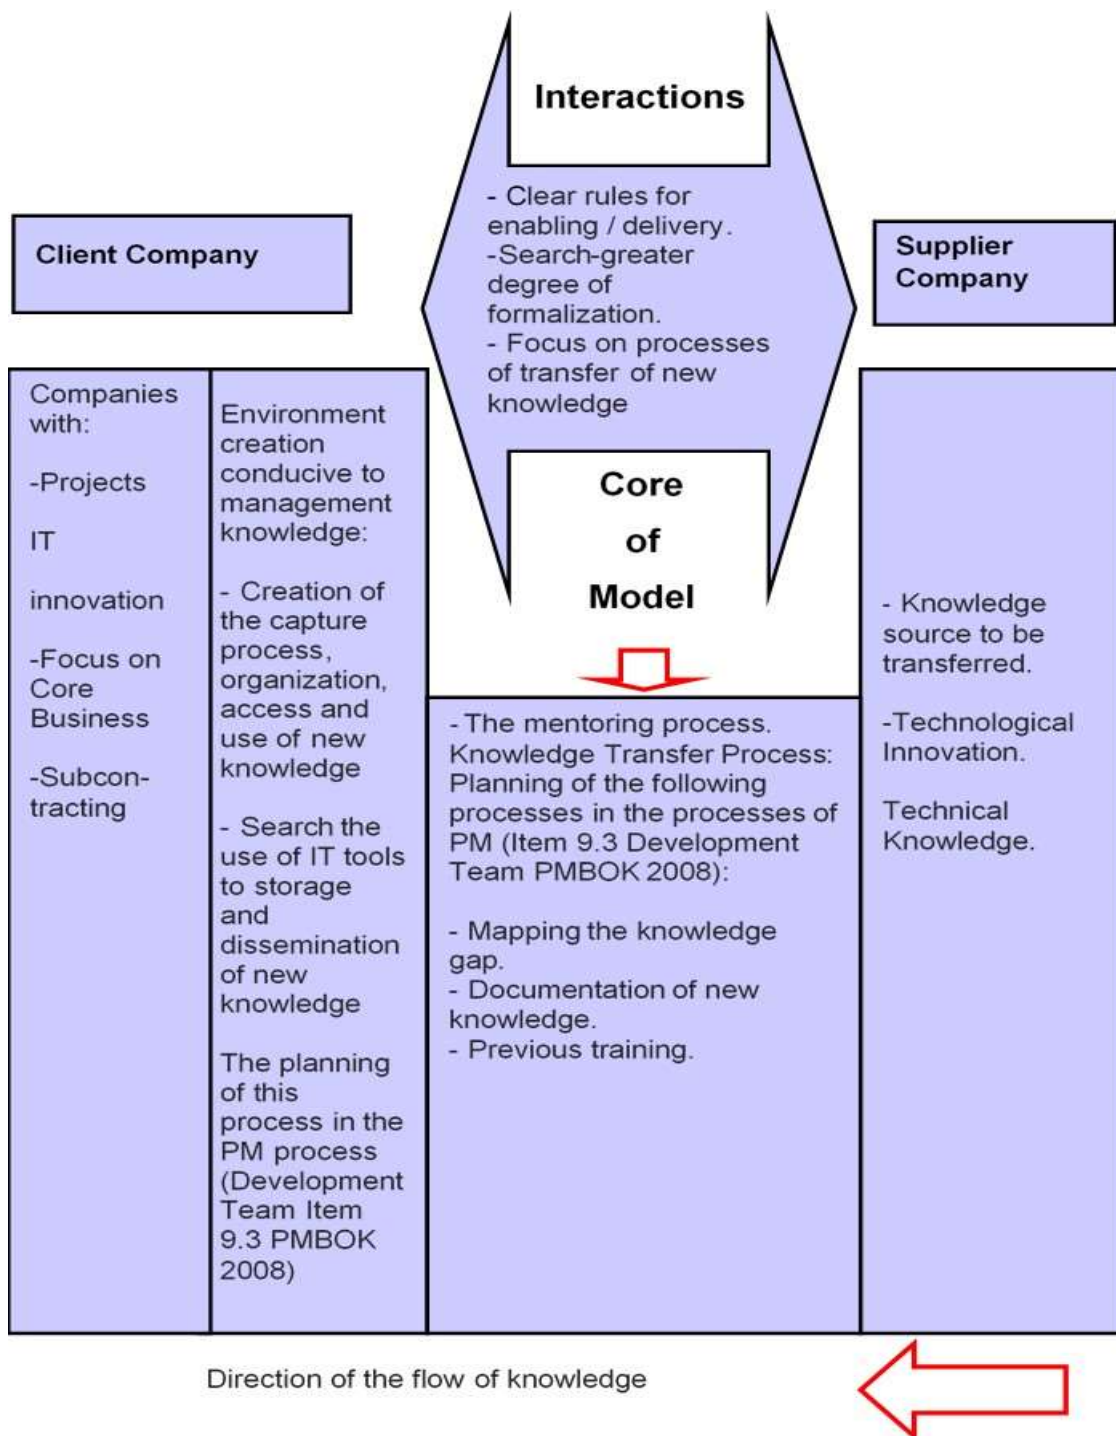 Interactions
- Clear rules for
enabling / delivery.
-Search-greater
degree of
formalization.
- Focus on processes
of transfer of new
knowledge
Client Company
Supplier
Company
Companies
with:
-Projects
IT
innovation
-Focus on
Core
Business
-Subcon-
tracting
Environment
creation
conducive to
management
knowledge:
- Creation of
the capture
process,
organization,
access and
use of new
knowledge
- Search the
use of IT tools
to storage
and
dissemination
of new
knowledge
The planning
of this
process in the
PM process
(Development
Team Item
9.3 PMBOK
2008)
Core
of
Model
- The mentoring process.
Knowledge Transfer Process:
Planning of the following
processes in the processes of
PM (Item 9.3 Development
Team PMBOK 2008):
- Mapping the knowledge
gap.
- Documentation of new
knowledge.
- Previous training.
- Knowledge
source to be
transferred.
-Technological
Innovation.
Technical
Knowledge.
Direction of the flow of knowledge